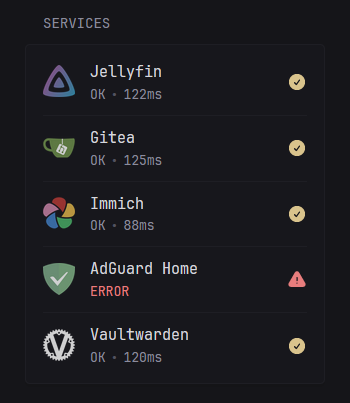 SERVICES
Jellyfin
OK • 122ms
Gitea
OK • 125ms
Immich
OK • 88ms
AdGuard Home
ERROR
Vaultwarden
OK • 120ms